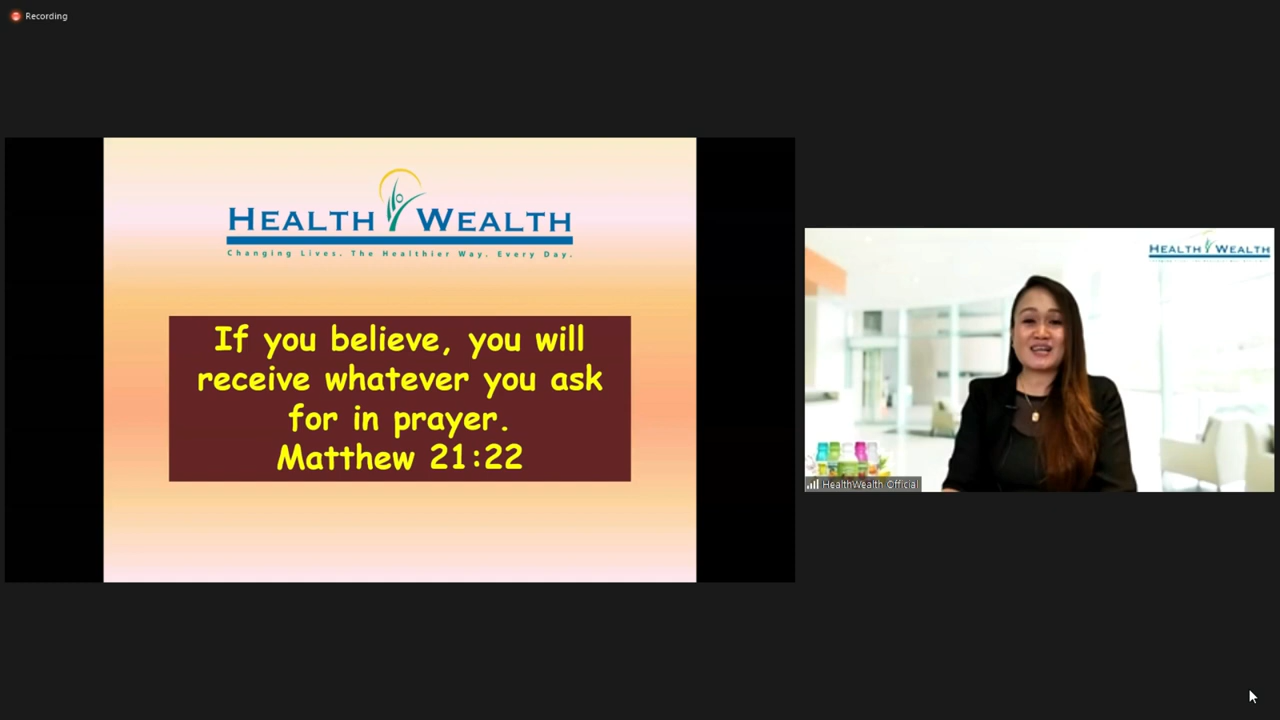 Recording
HEALTH WEALTH
Changing Lives. The Healthier Way. Every Day.
If you believe, you will
receive whatever you ask
for in prayer.
Matthew 21:22
HEALTH WEALTH
HealthWealth Official